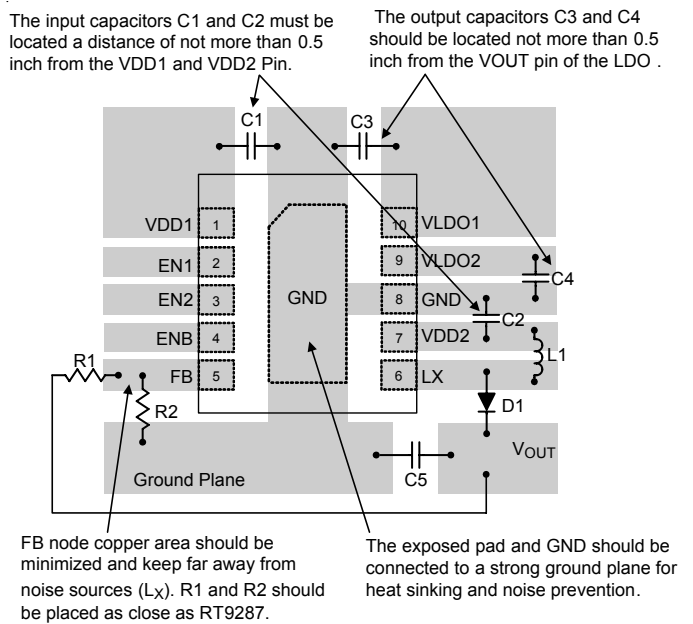 The input capacitors C1 and C2 must be
located a distance of not more than 0.5
inch from the VDD1 and VDD2 Pin.
The output capacitors C3 and C4
should be located not more than 0.5
inch from the VOUT pin of the LDO .
C1
C3
VDD1 1
10 VLDO1
EN1 2
9 VLDO2
C4
EN2 3
GND
8 GND
C2
ENB 4
7 VDD2
L1
R1
FB 5
6 LX
R2
D1
VOUT
C5
Ground Plane
FB node copper area should be
minimized and keep far away from
noise sources (LX). R1 and R2 should
be placed as close as RT9287.
The exposed pad and GND should be
connected to a strong ground plane for
heat sinking and noise prevention.